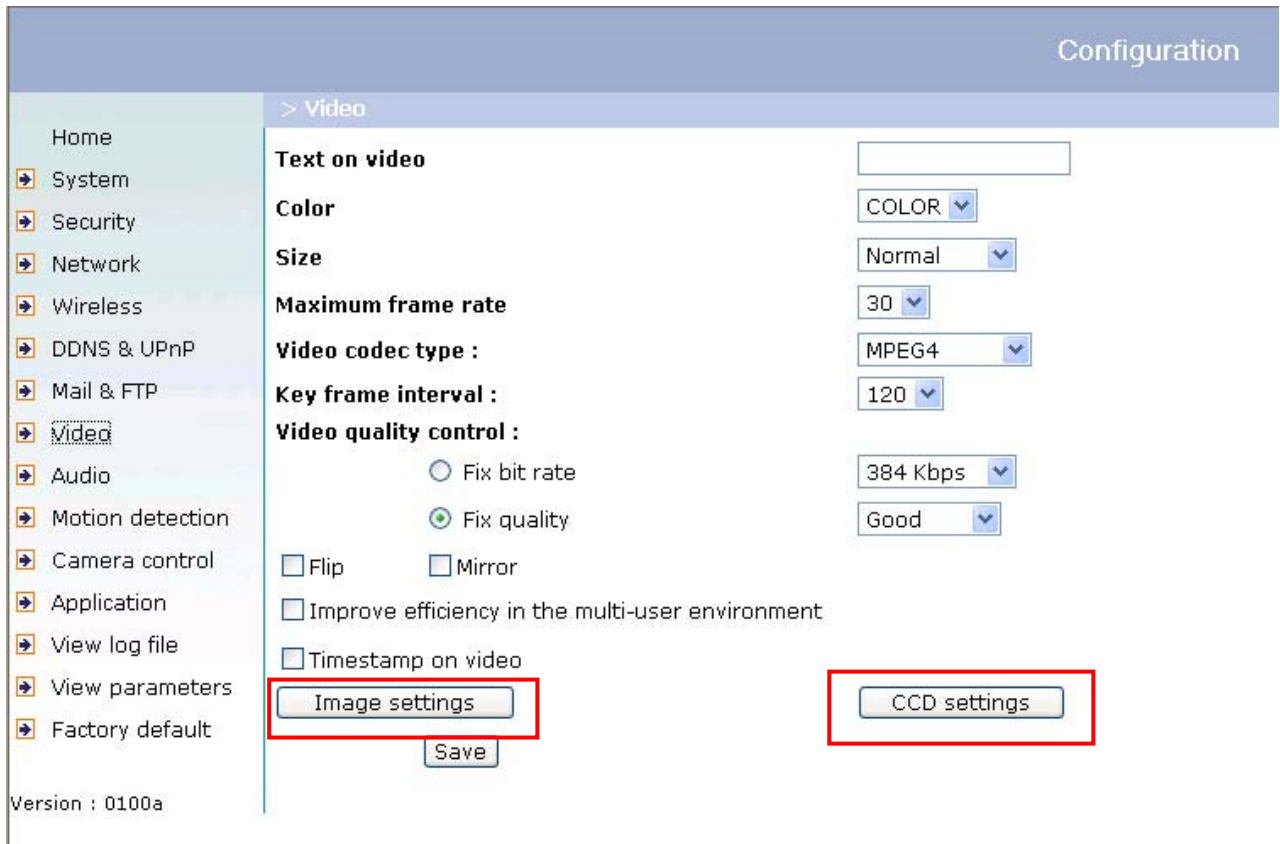 Configuration
> Video
Home
System
Security
Network
Wireless
DDNS & UPnP
Mail & FTP
Video
Audio
Motion detection
Camera control
Application
View log file
View parameters
Factory default
Version : 0100a
Text on video
Color COLOR
Size Normal
Maximum frame rate 30
Video codec type : MPEG4
Key frame interval : 120
Video quality control :
Fix bit rate 384 Kbps
Fix quality Good
Flip Mirror
Improve efficiency in the multi-user environment
Timestamp on video
Image settings CCD settings
Save